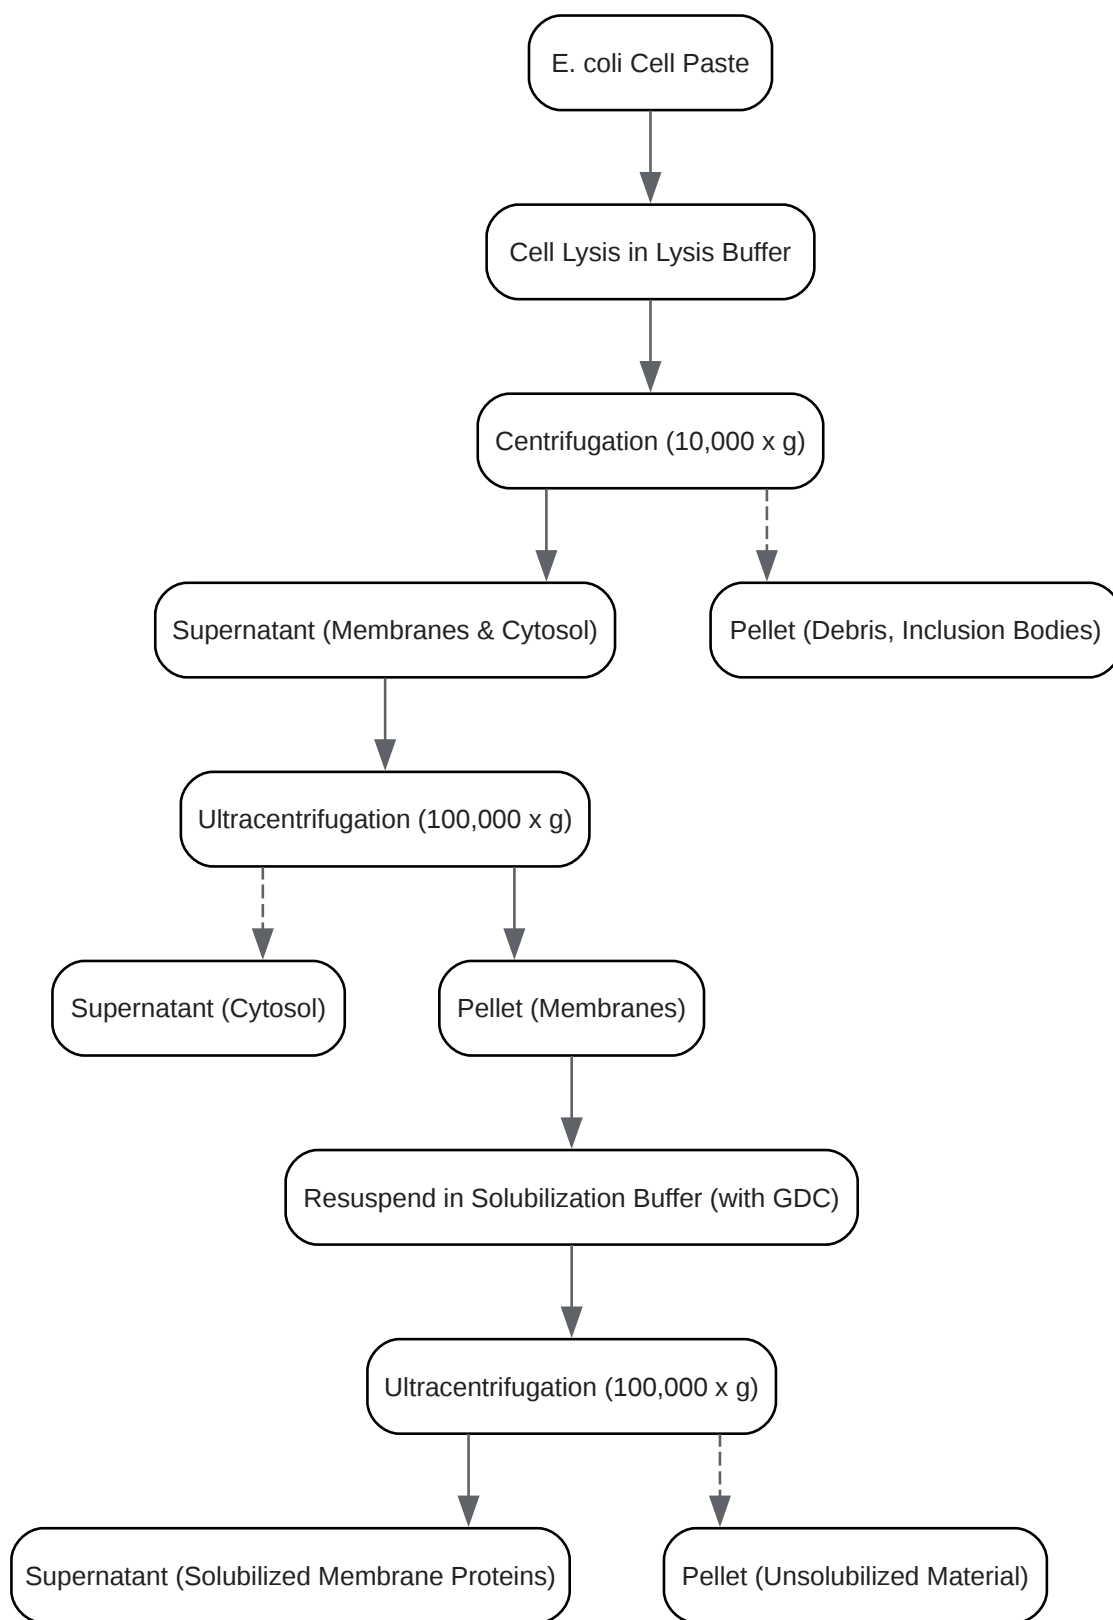 E. coli Cell Paste
Cell Lysis in Lysis Buffer
Centrifugation (10,000 x g)
Supernatant (Membranes & Cytosol)
Pellet (Debris, Inclusion Bodies)
Ultracentrifugation (100,000 x g)
Supernatant (Cytosol)
Pellet (Membranes)
Resuspend in Solubilization Buffer (with GDC)
Ultracentrifugation (100,000 x g)
Supernatant (Solubilized Membrane Proteins)
Pellet (Unsolubilized Material)